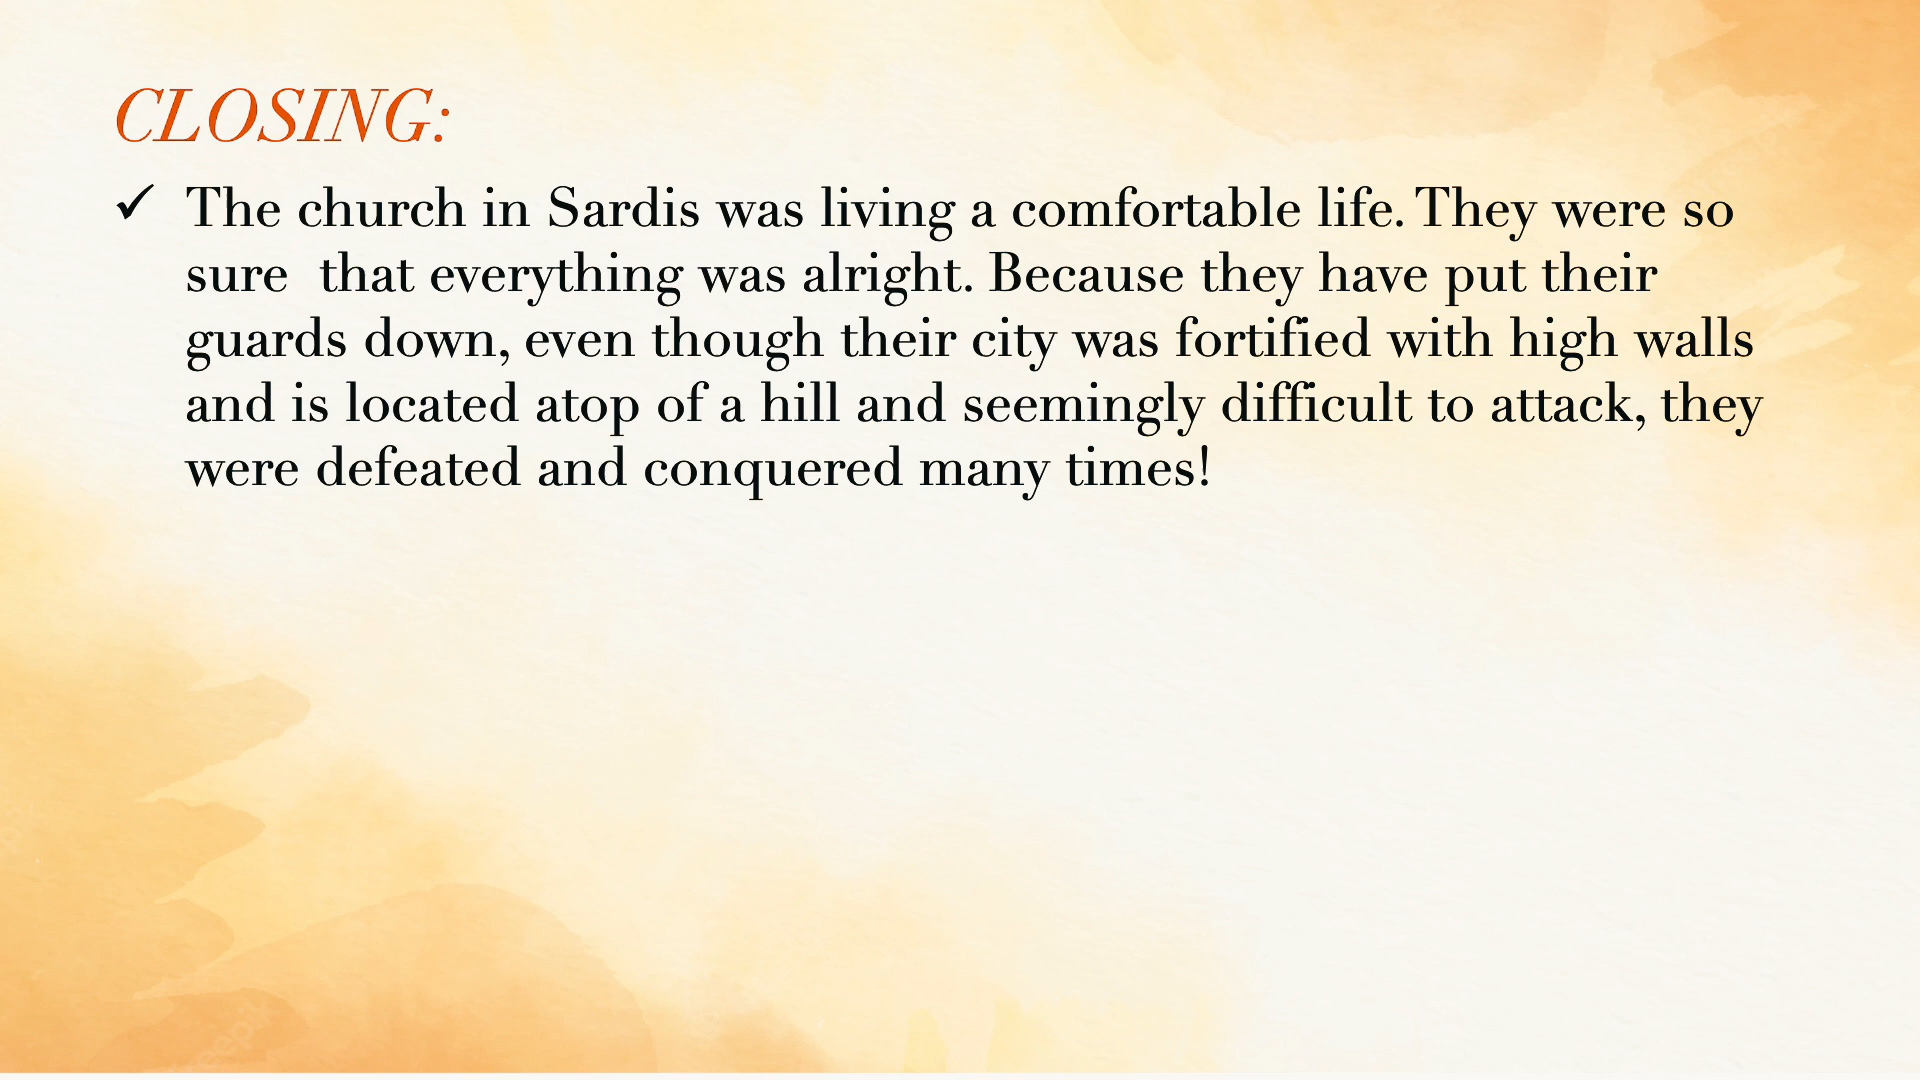 CLOSING:
✓ The church in Sardis was living a comfortable life. They were so
sure  that everything was alright. Because they have put their
guards down, even though their city was fortified with high walls
and is located atop of a hill and seemingly difficult to attack, they
were defeated and conquered many times!